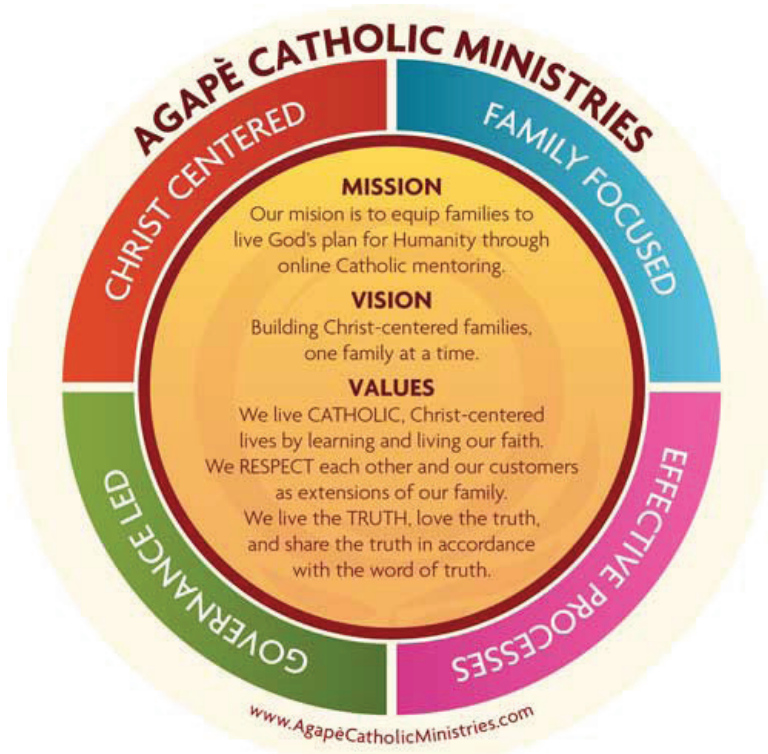 AGAPÈ CATHOLIC MINISTRIES
CHRIST CENTERED
FAMILY FOCUSED
MISSION
Our mision is to equip families to
live God's plan for Humanity through
online Catholic mentoring.
VISION
Building Christ-centered families,
one family at a time.
VALUES
We live CATHOLIC, Christ-centered
lives by learning and living our faith.
We RESPECT each other and our customers
as extensions of our family.
We live the TRUTH, love the truth,
and share the truth in accordance
with the word of truth.
GOVERNANCE LED
EFFECTIVE PROCESSES
www.AgapèCatholicMinistries.com